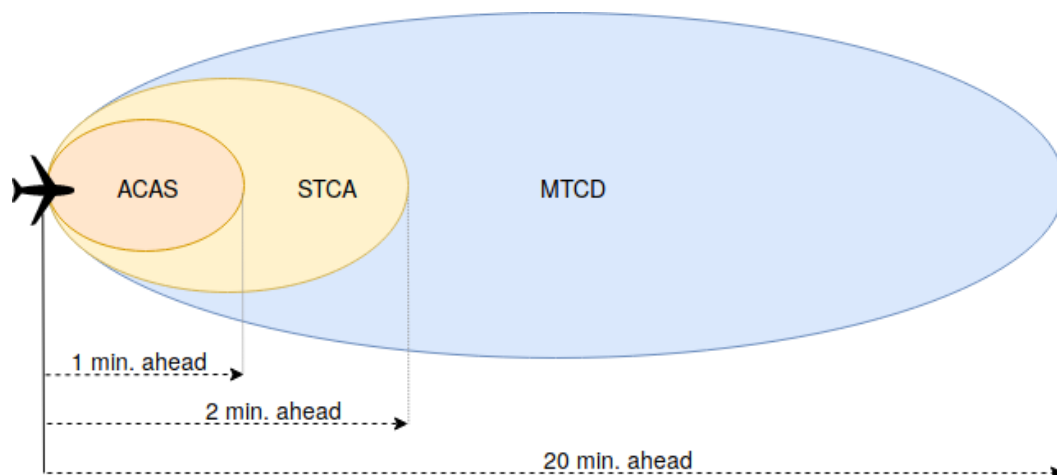 ACAS
STCA
MTCD
1 min. ahead
2 min. ahead
20 min. ahead